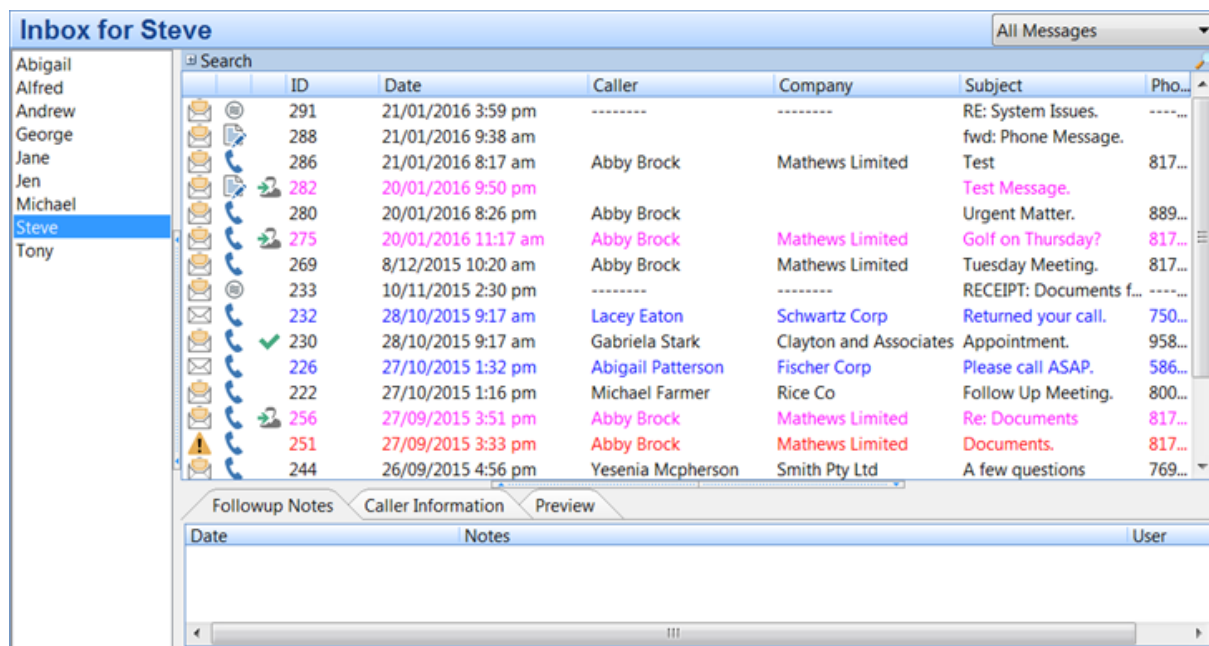 Inbox for Steve All Messages
Abigail
Alfred
Andrew
George
Jane
Jen
Michael
Steve
Tony
Search
ID Date Caller Company Subject Pho...
291 21/01/2016 3:59 pm -------- -------- RE: System Issues. ----...
288 21/01/2016 9:38 am fwd: Phone Message.
286 21/01/2016 8:17 am Abby Brock Mathews Limited Test 817...
282 20/01/2016 9:50 pm Test Message.
280 20/01/2016 8:26 pm Abby Brock Urgent Matter. 889...
275 20/01/2016 11:17 am Abby Brock Mathews Limited Golf on Thursday? 817...
269 8/12/2015 10:20 am Abby Brock Mathews Limited Tuesday Meeting. 817...
233 10/11/2015 2:30 pm -------- -------- RECEIPT: Documents f... ----...
232 28/10/2015 9:17 am Lacey Eaton Schwartz Corp Returned your call. 750...
230 28/10/2015 9:17 am Gabriela Stark Clayton and Associates Appointment. 958...
226 27/10/2015 1:32 pm Abigail Patterson Fischer Corp Please call ASAP. 586...
222 27/10/2015 1:16 pm Michael Farmer Rice Co Follow Up Meeting. 800...
256 27/09/2015 3:51 pm Abby Brock Mathews Limited Re: Documents 817...
251 27/09/2015 3:33 pm Abby Brock Mathews Limited Documents. 817...
244 26/09/2015 4:56 pm Yesenia Mcpherson Smith Pty Ltd A few questions 769...
Followup Notes Caller Information Preview
Date Notes User